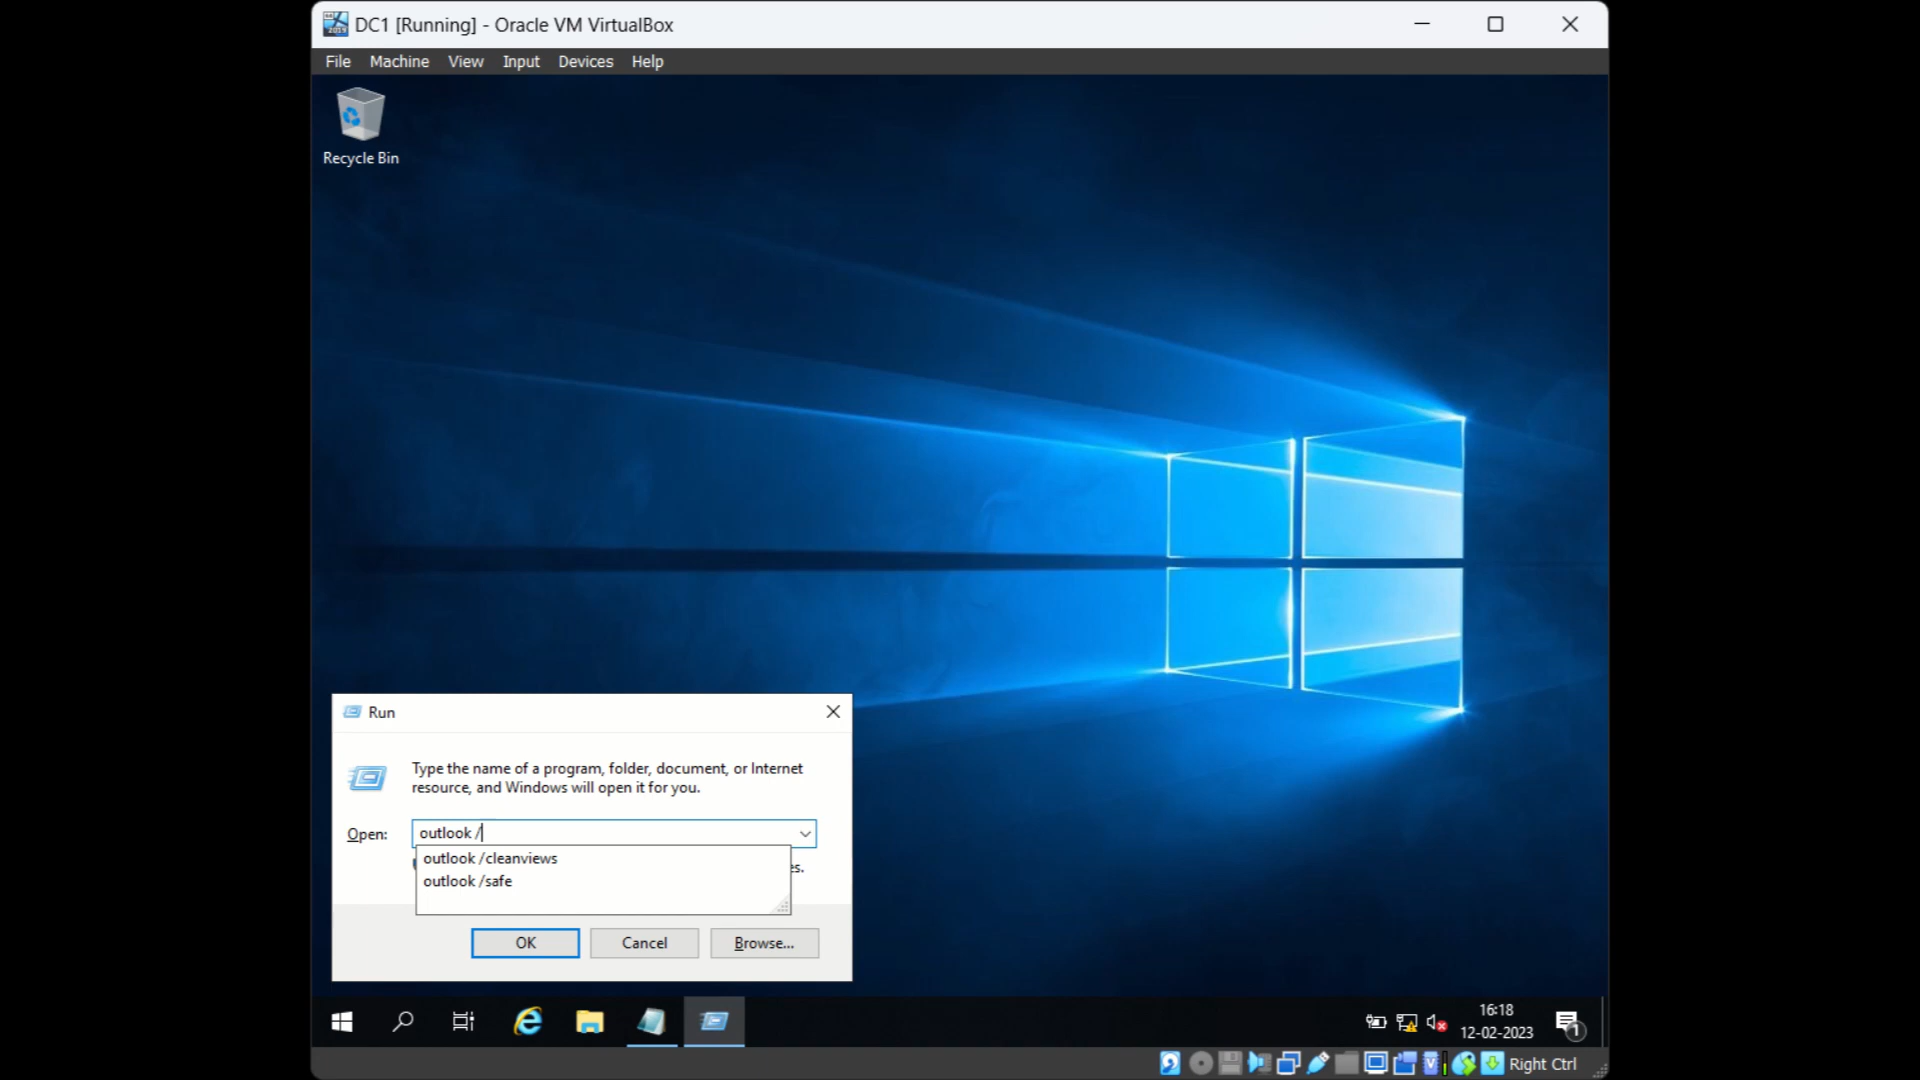 DC1 [Running] - Oracle VM VirtualBox
File Machine View Input Devices Help
Recycle Bin
Run
Type the name of a program, folder, document, or Internet
resource, and Windows will open it for you.
Open: outlook /
outlook /cleanviews
es.
outlook /safe
OK Cancel Browse...
16:18
12-02-2023
1
Right Ctrl